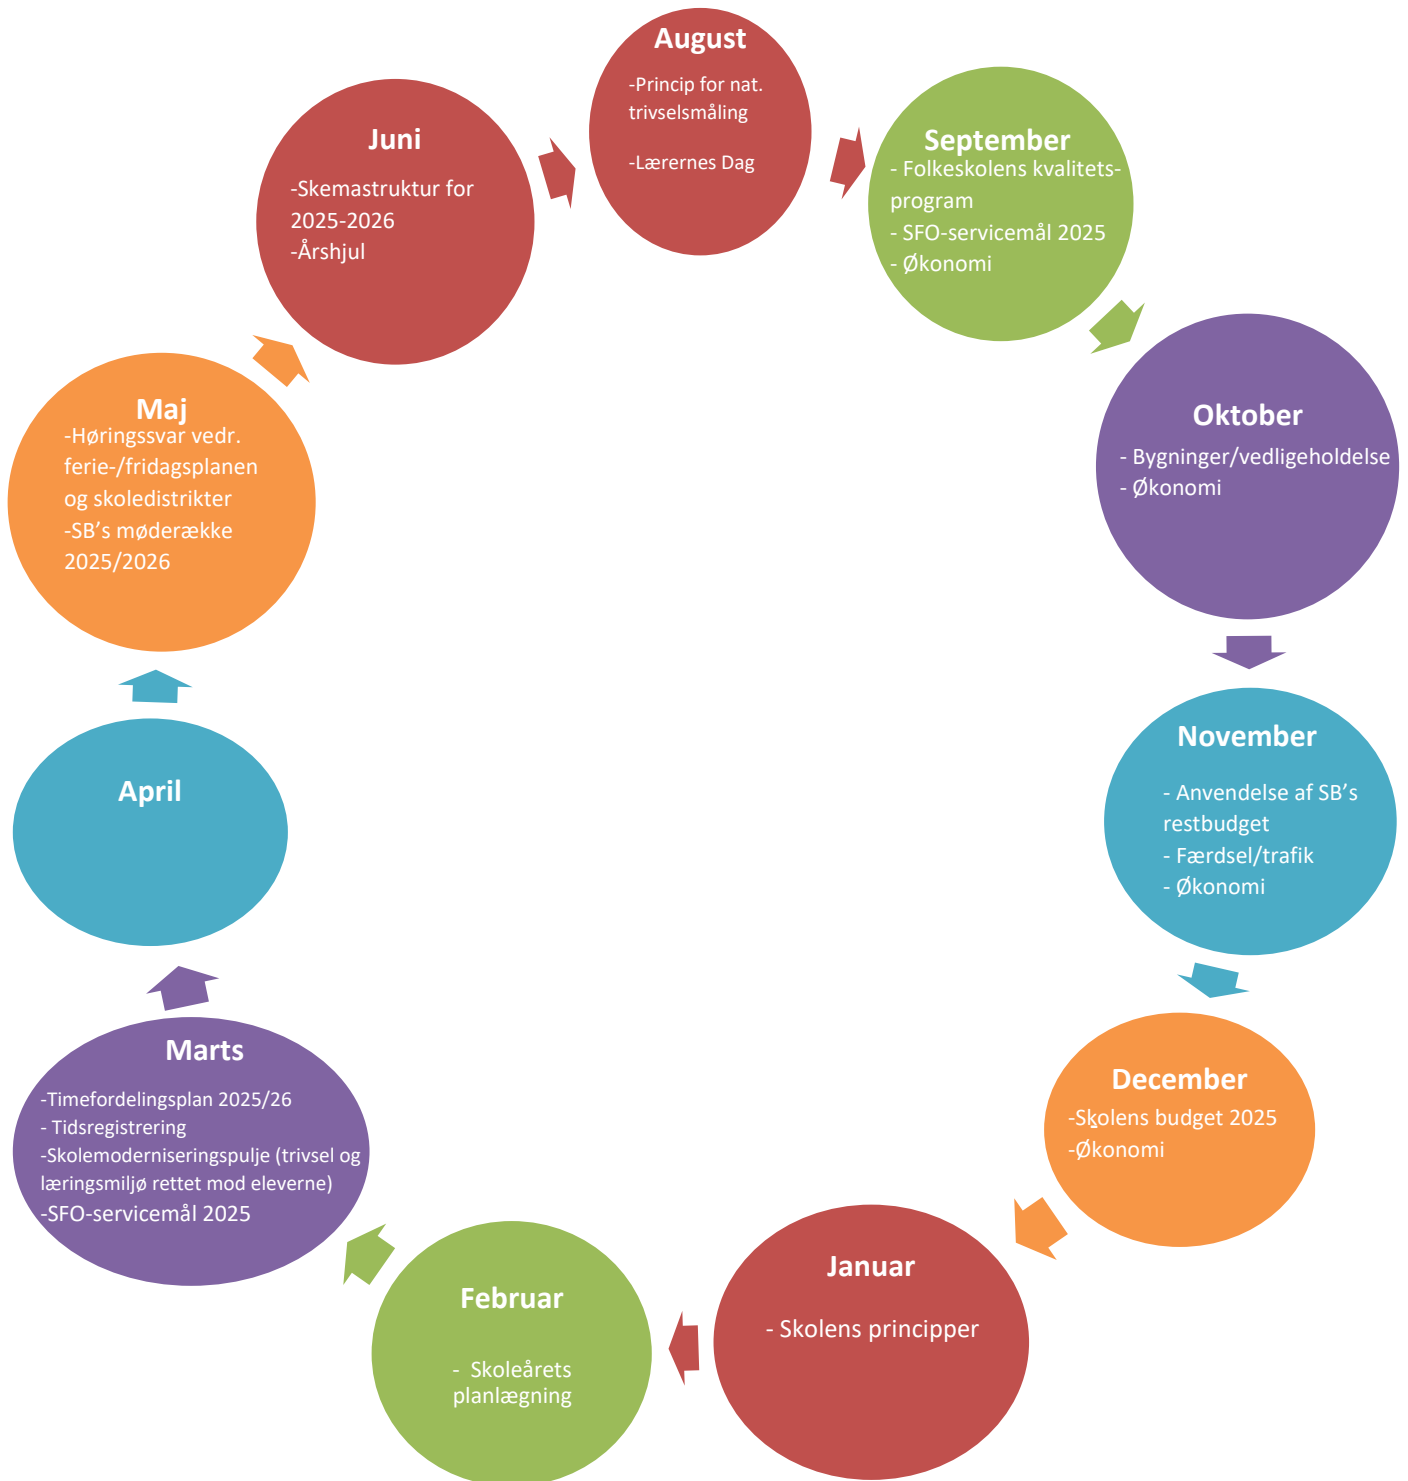 August
-Princip for nat.
trivselsmåling
-Lærernes Dag
September
- Folkeskolens kvalitets-
program
- SFO-servicemål 2025
- Økonomi
Oktober
- Bygninger/vedligeholdelse
- Økonomi
November
- Anvendelse af SB’s
restbudget
- Færdsel/trafik
- Økonomi
December
-Skolens budget 2025
-Økonomi
Januar
- Skolens principper
Februar
- Skoleårets
planlægning
Marts
-Timefordelingsplan 2025/26
- Tidsregistrering
-Skolemoderniseringspulje (trivsel og
læringsmiljø rettet mod eleverne)
-SFO-servicemål 2025
April
Maj
-Høringssvar vedr.
ferie-/fridagsplanen
og skoledistrikter
-SB’s møderække
2025/2026
Juni
-Skemastruktur for
2025-2026
-Årshjul